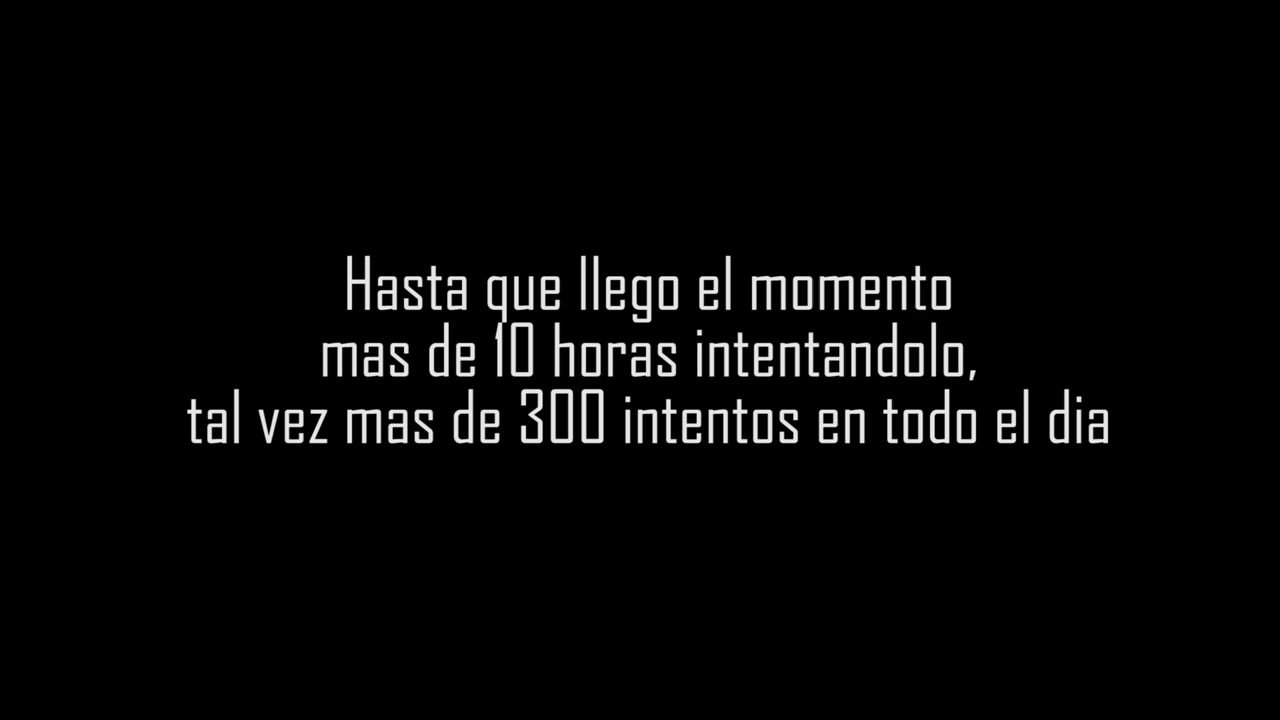 Hasta que llego el momento
mas de 10 horas intentandolo,
tal vez mas de 300 intentos en todo el dia